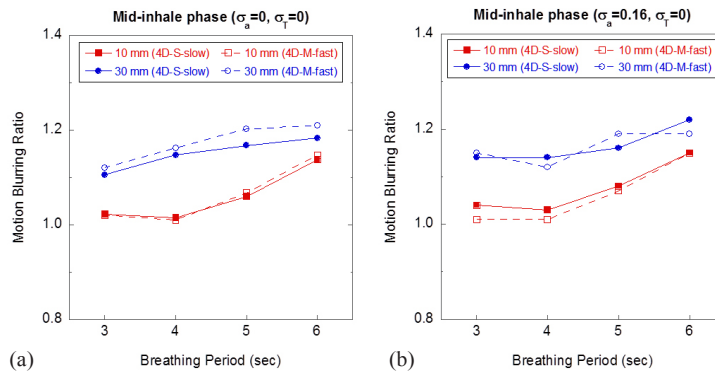 Mid-inhale phase (σa=0, σT=0)
1.4
10 mm (4D-S-slow) 10 mm (4D-M-fast)
30 mm (4D-S-slow) 30 mm (4D-M-fast)
1.2
1.0
0.8
Motion Blurring Ratio
3 4 5 6
Breathing Period (sec)
(a)
Mid-inhale phase (σa=0.16, σT=0)
1.4
10 mm (4D-S-slow) 10 mm (4D-M-fast)
30 mm (4D-S-slow) 30 mm (4D-M-fast)
1.2
1.0
0.8
Motion Blurring Ratio
3 4 5 6
Breathing Period (sec)
(b)